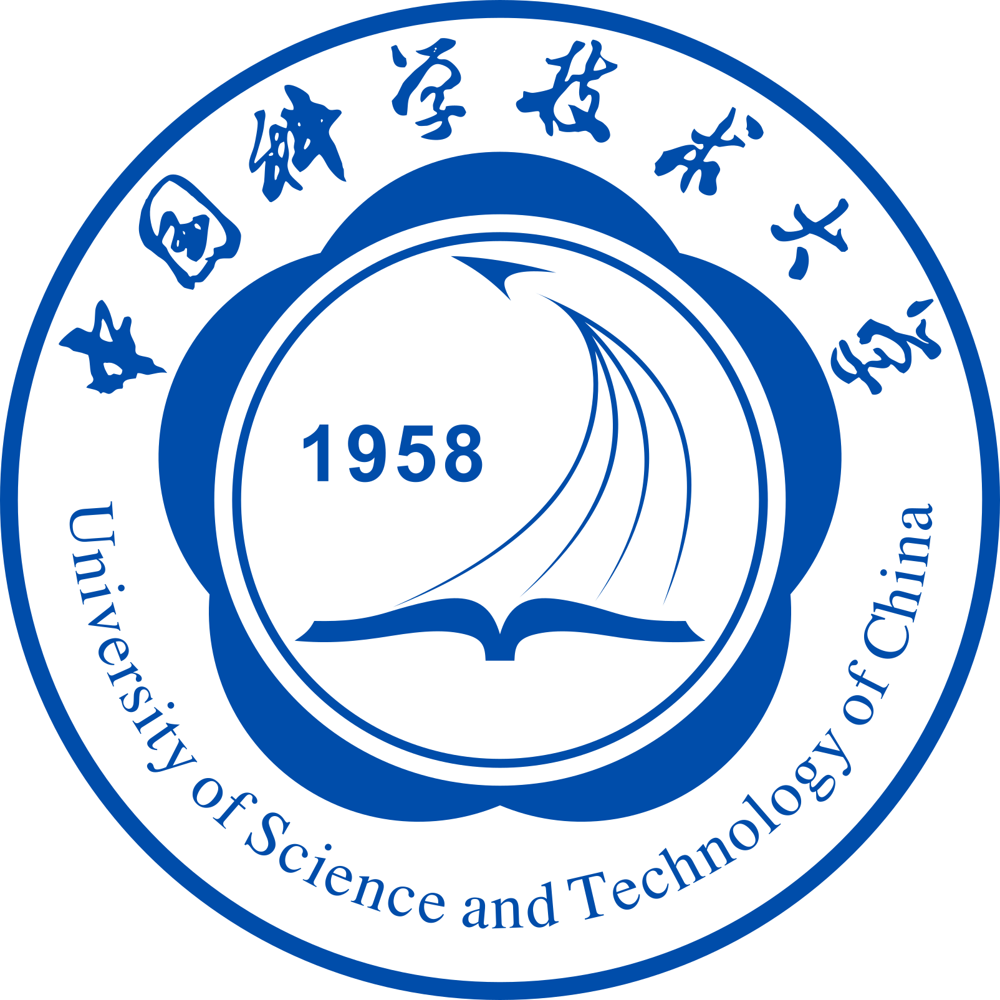 中国科学技术大学
1958
University of Science and Technology of China